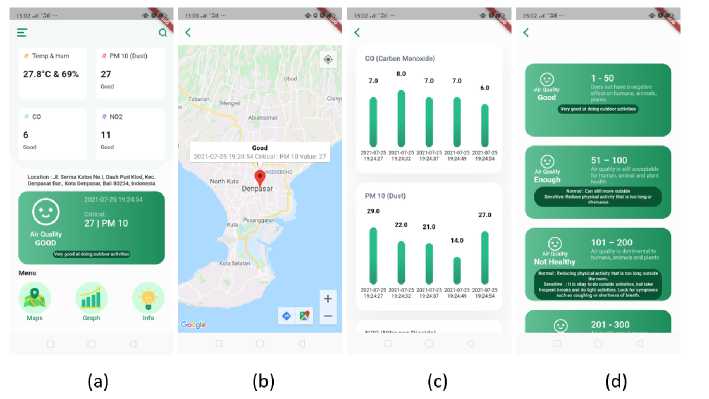 15:02
Temp & Hum
27.8°C & 69%
PM 10 (Dust)
27
Good
CO
6
Good
N02
11
Good
Location : Jl. Serma Katos No.1, Dauh Puri Klod, Kec.
Denpasar Bar., Kota Denpasar, Bali 80234, Indonesia
2021-07-25 19:24:54
Critical:
27 | PM 10
Air Quality
GOOD
Very good at doing outdoor activities
Menu
Maps
Graph
Info
(a)
Ubud
Tabanan
Mengwi
Abiansemal
Good
2021-07-25 19:24:54 Critical : PM 10 Value: 27
North Kuta
Denpasar
Kuta
Pesanggaran
Kuta Selatan
Google
(b)
15:02
CO (Carbon Monoxide)
7.0
8.0
7.0
7.0
6.0
2021-07-25 2021-07-25 2021-07-25 2021-07-25 2021-07-25
19:24:27 19:24:32 19:24:37 19:24:49 19:24:54
PM 10 (Dust)
29.0
22.0
21.0
14.0
27.0
2021-07-25 2021-07-25 2021-07-25 2021-07-25 2021-07-25
19:24:27 19:24:32 19:24:37 19:24:49 19:24:54
NO2 (Nitrogen Dioxide)
(c)
15:02
Air Quality
Good
1 - 50
Does not have a negative
effect on humans, animals,
plants
Very good at doing outdoor activities
Air Quality
Enough
51 – 100
Air quality is still acceptable
for human, animal and plant
health
Normal : Can still move outside
Sensitive: Reduce physical activity that is too long or
strenuous
Air Quality
Not Healthy
101 – 200
Air quality is detrimental to
humans, animals and plants
Normal : Reducing physical activity that is too long outside
the room.
Sensitive : It is okay to do outside activities, but take
frequent breaks and do light activities. Look for symptoms
such as coughing or shortness of breath.
201 - 300
(d)